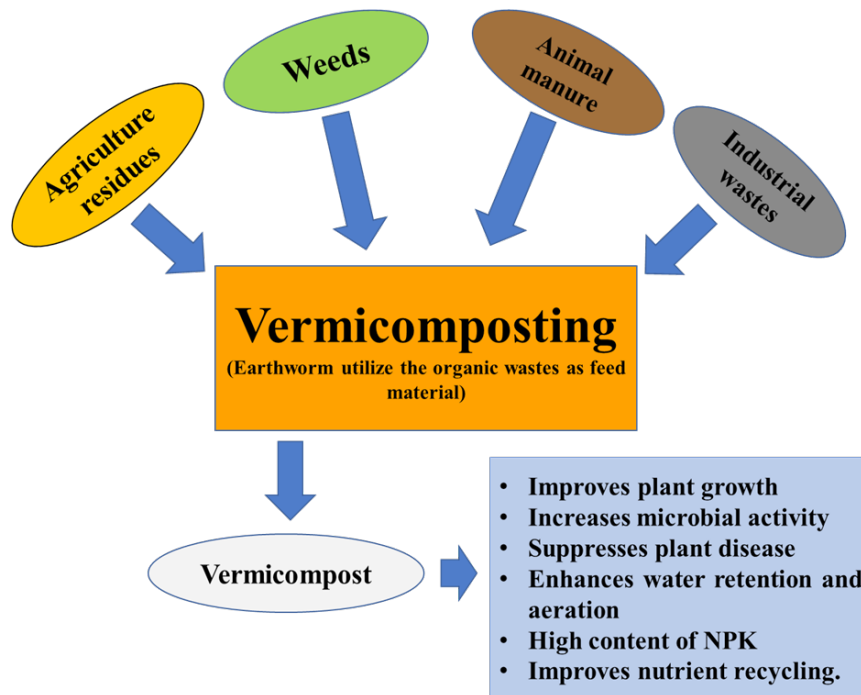 Agriculture
residues
Weeds
Animal
manure
Industrial
wastes
Vermicomposting
(Earthworm utilize the organic wastes as feed
material)
Vermicompost
• Improves plant growth
• Increases microbial activity
• Suppresses plant disease
• Enhances water retention and
aeration
• High content of NPK
• Improves nutrient recycling.